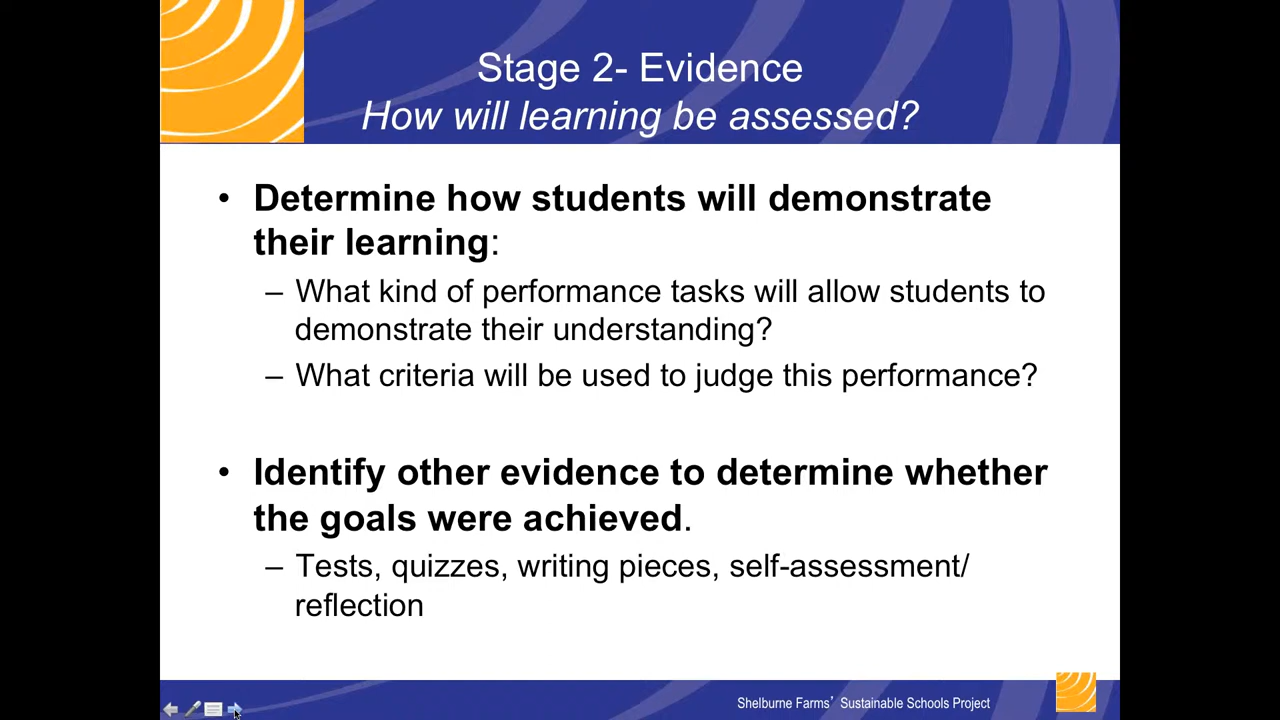 Stage 2- Evidence
How will learning be assessed?
• Determine how students will demonstrate
their learning:
– What kind of performance tasks will allow students to
demonstrate their understanding?
– What criteria will be used to judge this performance?
• Identify other evidence to determine whether
the goals were achieved.
– Tests, quizzes, writing pieces, self-assessment/
reflection
Shelburne Farms’ Sustainable Schools Project